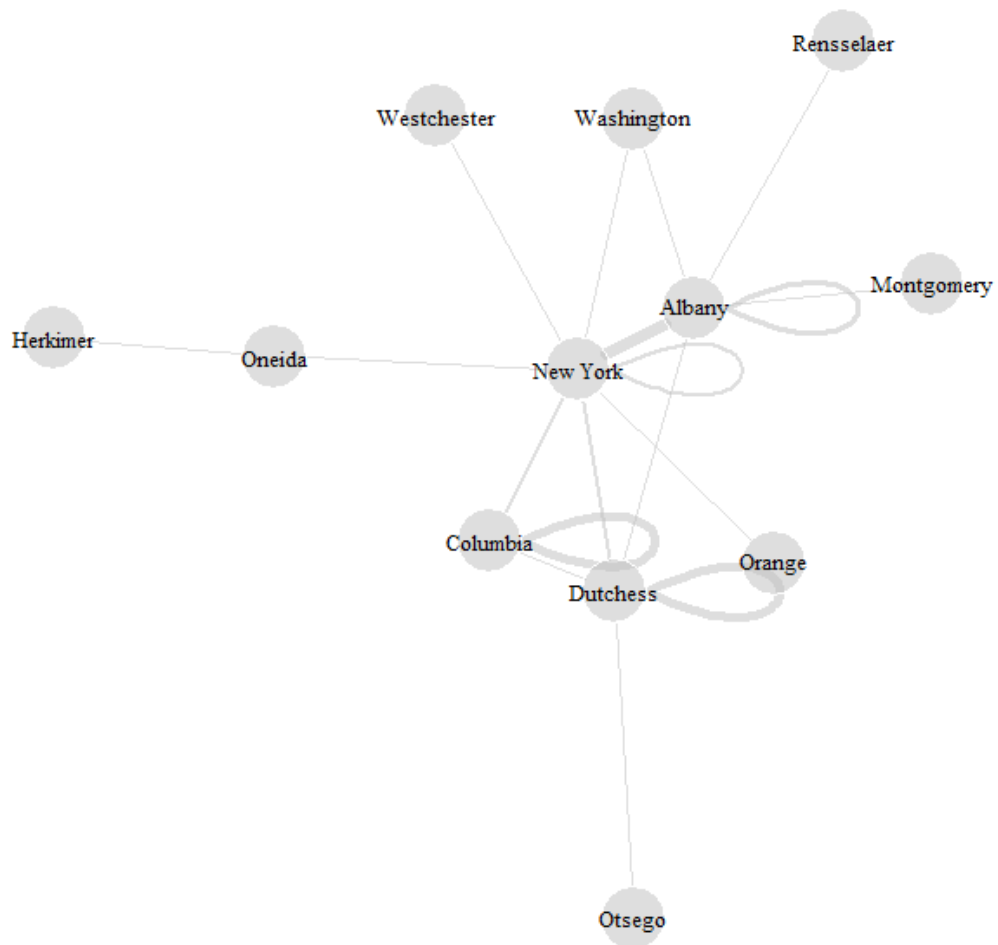 Rensselaer
Westchester
Washington
Montgomery
Albany
Herkimer
Oneida
New York
Columbia
Orange
Dutchess
Otsego